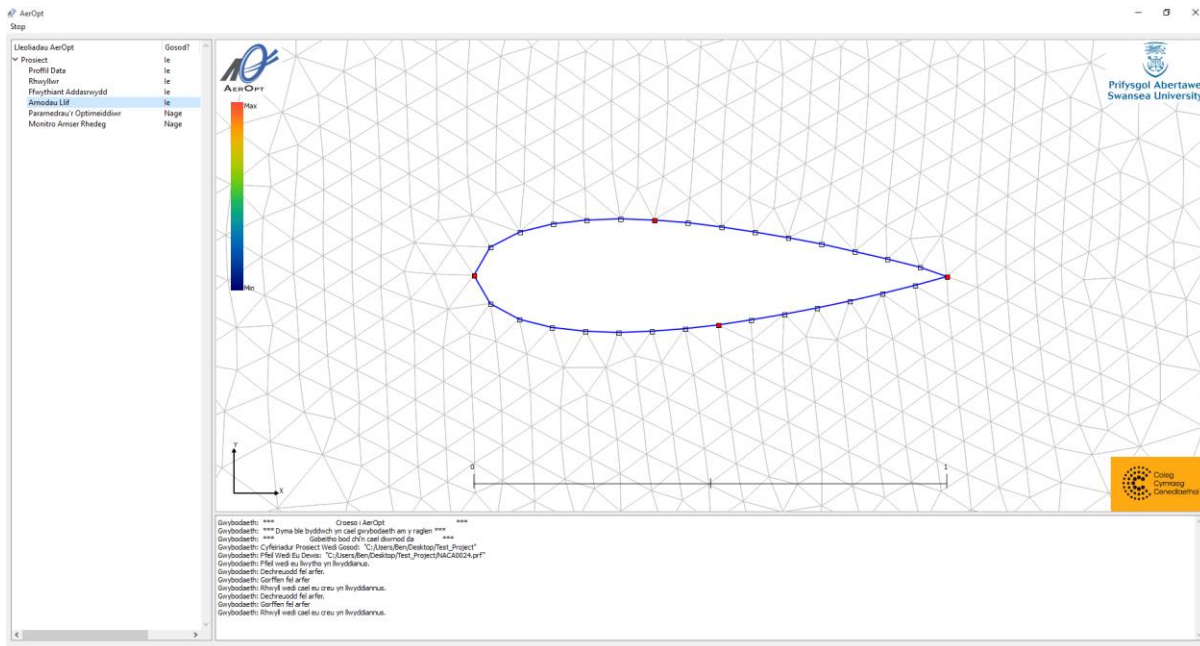 AerOpt
Stop
Lleoliadau AerOpt Gosod?
Prosiect Ie
Proffil Data Ie
Rhwyllwr Ie
Ffwythiant Addasrwydd Ie
Amodau Llif Ie
Paramedrau'r Optimeiddiwr Nage
Monitro Amser Rhedeg Nage
AEROPT
Max
Min
Prifysgol Abertawe
Swansea University
Y
X
0
1
Coleg
Cymraeg
Cenedlaethol
Gwybodaeth: *** Croeso i AerOpt ***
Gwybodaeth: *** Dyma ble byddwch yn cael gwybodaeth am y raglen ***
Gwybodaeth: *** Gobeitho bod chi'n cael diwrnod da ***
Gwybodaeth: Cyfeiriadur Prosiect Wedi Gosod: "C:/Users/Ben/Desktop/Test_Project"
Gwybodaeth: Ffeil Wedi Eu Dewis: "C:/Users/Ben/Desktop/Test_Project/NACA0024.prf"
Gwybodaeth: Ffeil wedi eu llwytho yn llwyddianus.
Gwybodaeth: Dechreuodd fel arfer.
Gwybodaeth: Gorffen fel arfer
Gwybodaeth: Rhwyll wedi cael eu creu yn llwyddiannus.
Gwybodaeth: Dechreuodd fel arfer.
Gwybodaeth: Gorffen fel arfer
Gwybodaeth: Rhwyll wedi cael eu creu yn llwyddiannus.